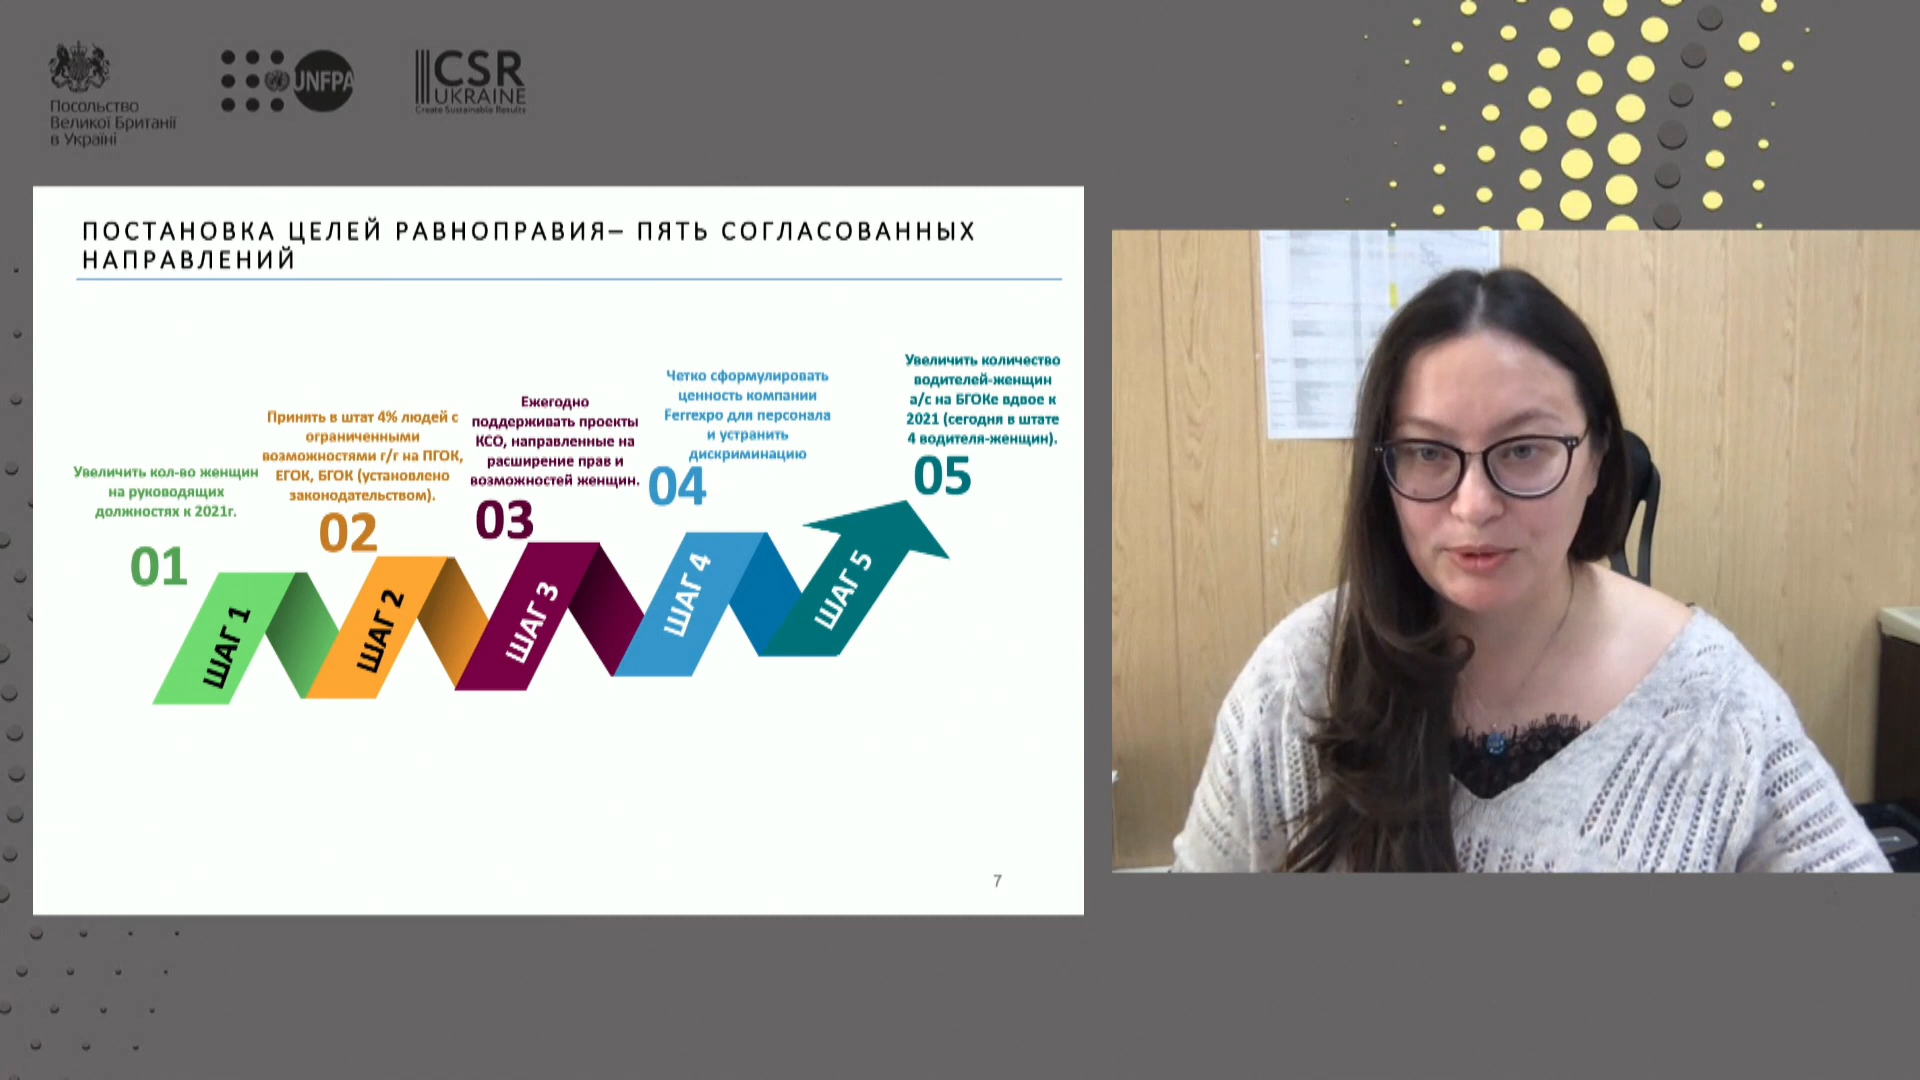 Посольство
Великої Британії
в Україні
UNFPA
CSR
UKRAINE
Create Sustainable Results
ПОСТАНОВКА ЦЕЛЕЙ РАВНОПРАВИЯ– ПЯТЬ СОГЛАСОВАННЫХ
НАПРАВЛЕНИЙ
Увеличить кол-во женщин
на руководящих
должностях к 2021г.
01
ШАГ 1
Принять в штат 4% людей с
ограниченными
возможностями г/г на ПГОК,
ЕГОК, БГОК (установлено
законодательством).
02
ШАГ 2
Ежегодно
поддерживать проекты
КСО, направленные на
расширение прав и
возможностей женщин.
03
ШАГ 3
Четко сформулировать
ценность компании
Ferrexpo для персонала
и устранить
дискриминацию
04
ШАГ 4
Увеличить количество
водителей-женщин
а/с на БГОКе вдвое к
2021 (сегодня в штате
4 водителя-женщин).
05
ШАГ 5
7